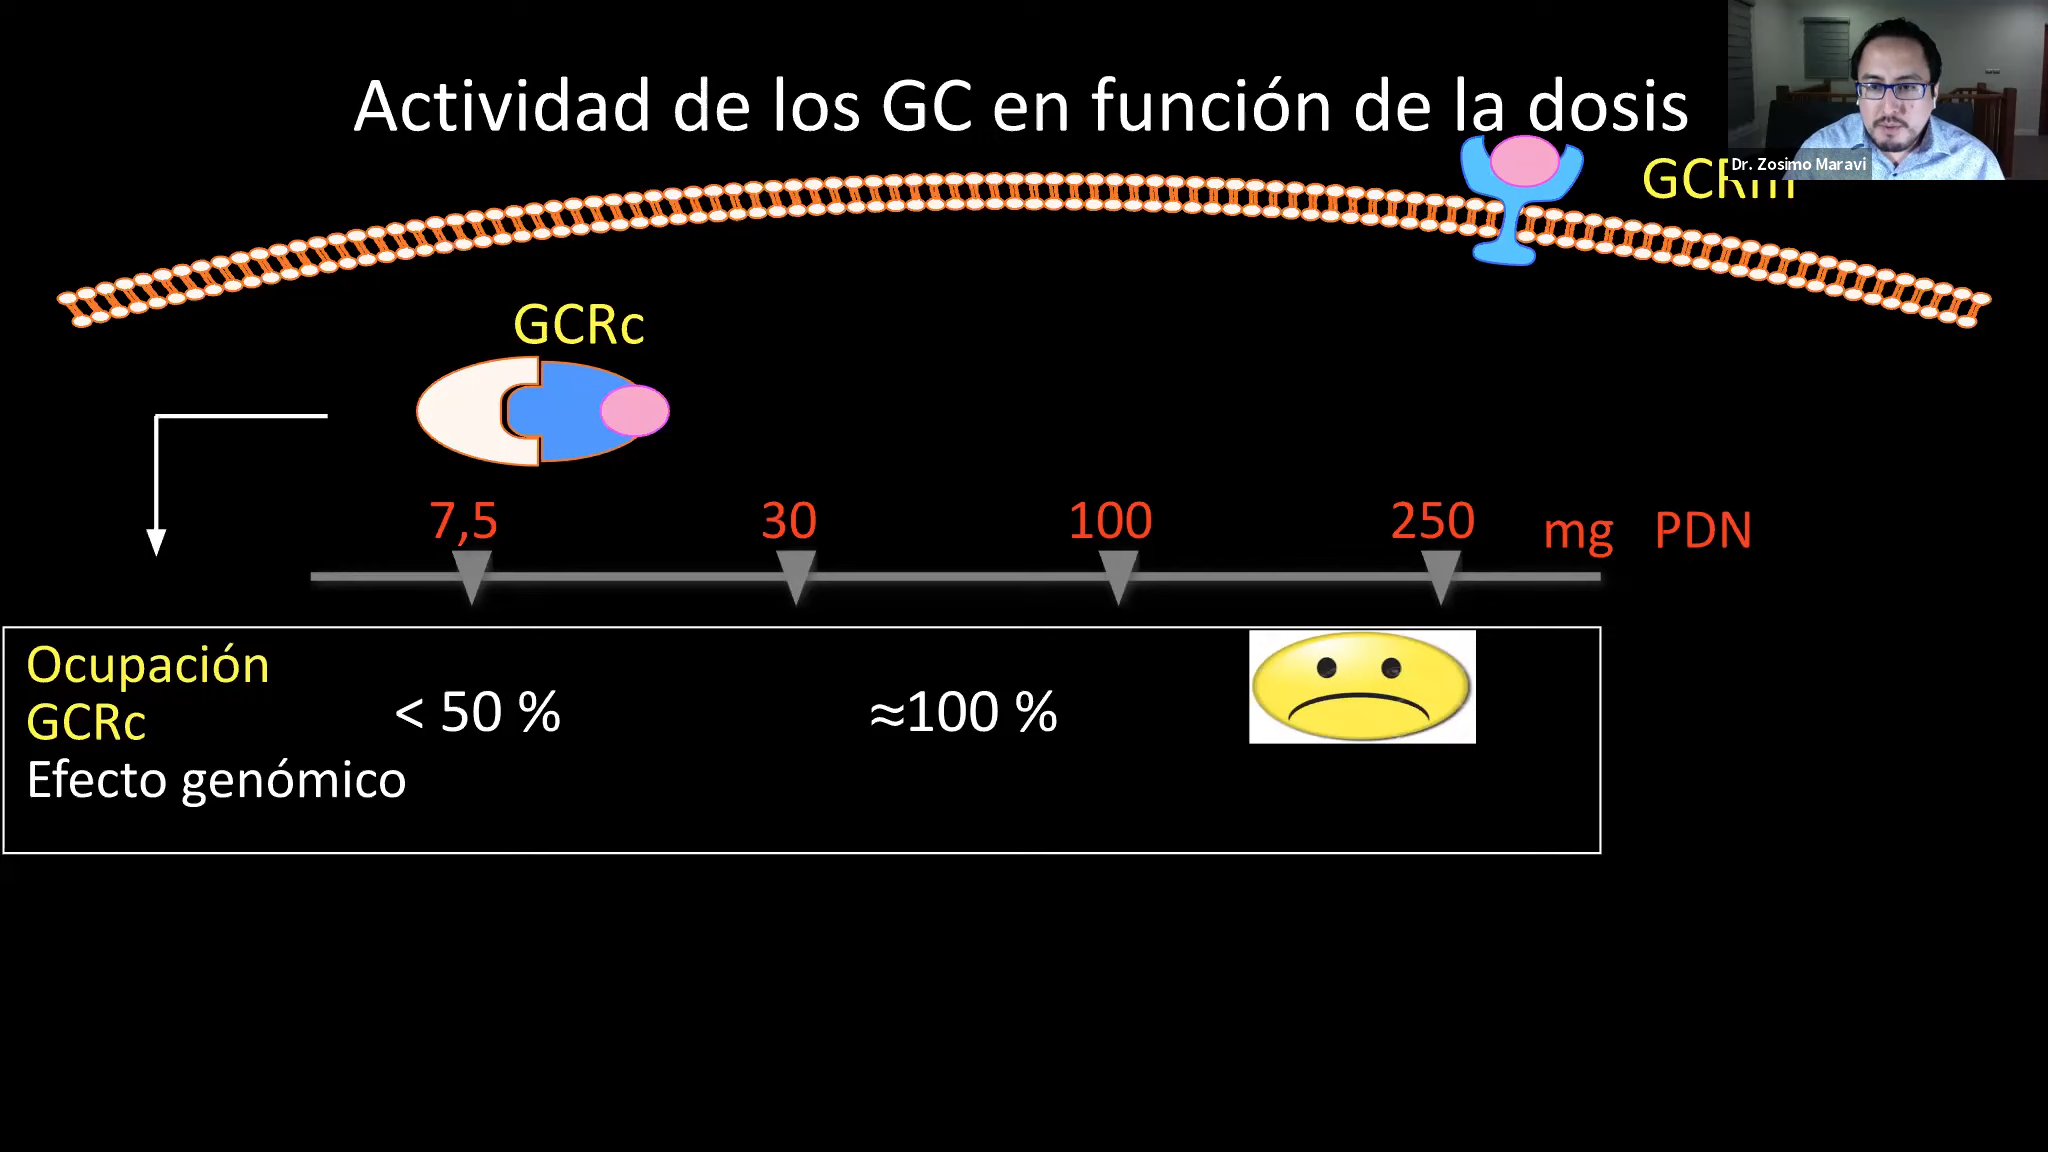 Actividad de los GC en función de la dosis
Dr. Zosimo Maravi
GCRm
GCRc
7,5 30 100 250 mg PDN
Ocupación
GCRc
< 50 % ≈100 %
Efecto genómico